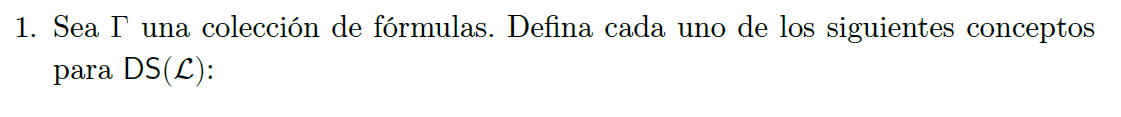 1. Sea Γ una colección de fórmulas. Defina cada uno de los siguientes conceptos
para DS(ℒ):